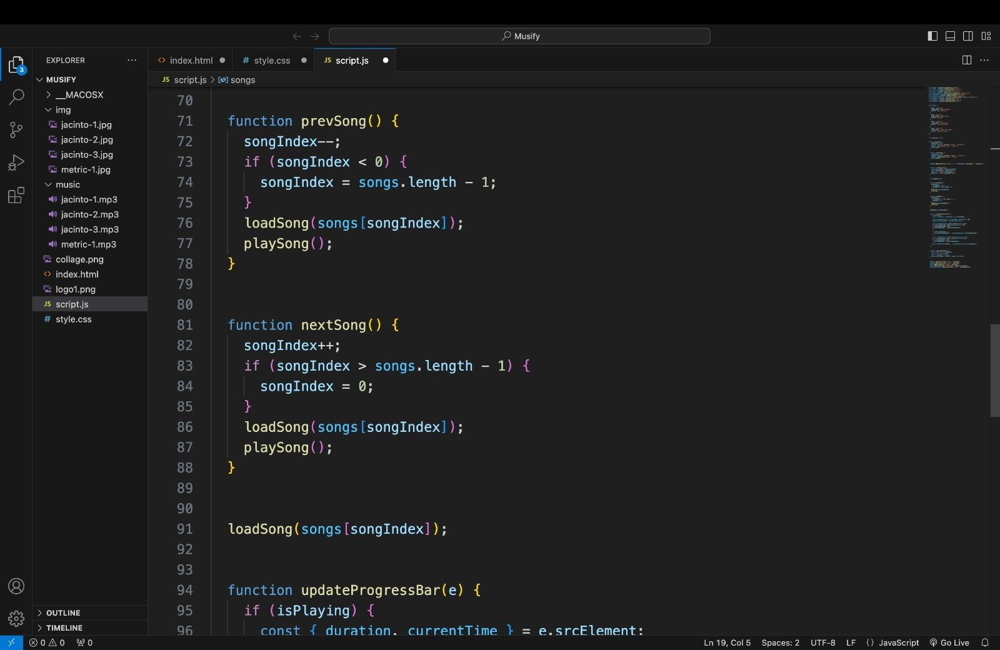 Musify
EXPLORER
index.html
# style.css
JS script.js
3
MUSIFY
JS script.js > songs
__MACOSX
img
jacinto-1.jpg
jacinto-2.jpg
jacinto-3.jpg
metric-1.jpg
music
jacinto-1.mp3
jacinto-2.mp3
jacinto-3.mp3
metric-1.mp3
collage.png
index.html
logo1.png
JS script.js
# style.css
OUTLINE
TIMELINE
70
71 function prevSong() {
72 songIndex--;
73 if (songIndex < 0) {
74 songIndex = songs.length - 1;
75 }
76 loadSong(songs[songIndex]);
77 playSong();
78 }
79
80
81 function nextSong() {
82 songIndex++;
83 if (songIndex > songs.length - 1) {
84 songIndex = 0;
85 }
86 loadSong(songs[songIndex]);
87 playSong();
88 }
89
90
91 loadSong(songs[songIndex]);
92
93
94 function updateProgressBar(e) {
95 if (isPlaying) {
96 const { duration, currentTime } = e.srcElement;
0 0 0
Ln 19, Col 5 Spaces: 2 UTF-8 LF {} JavaScript Go Live